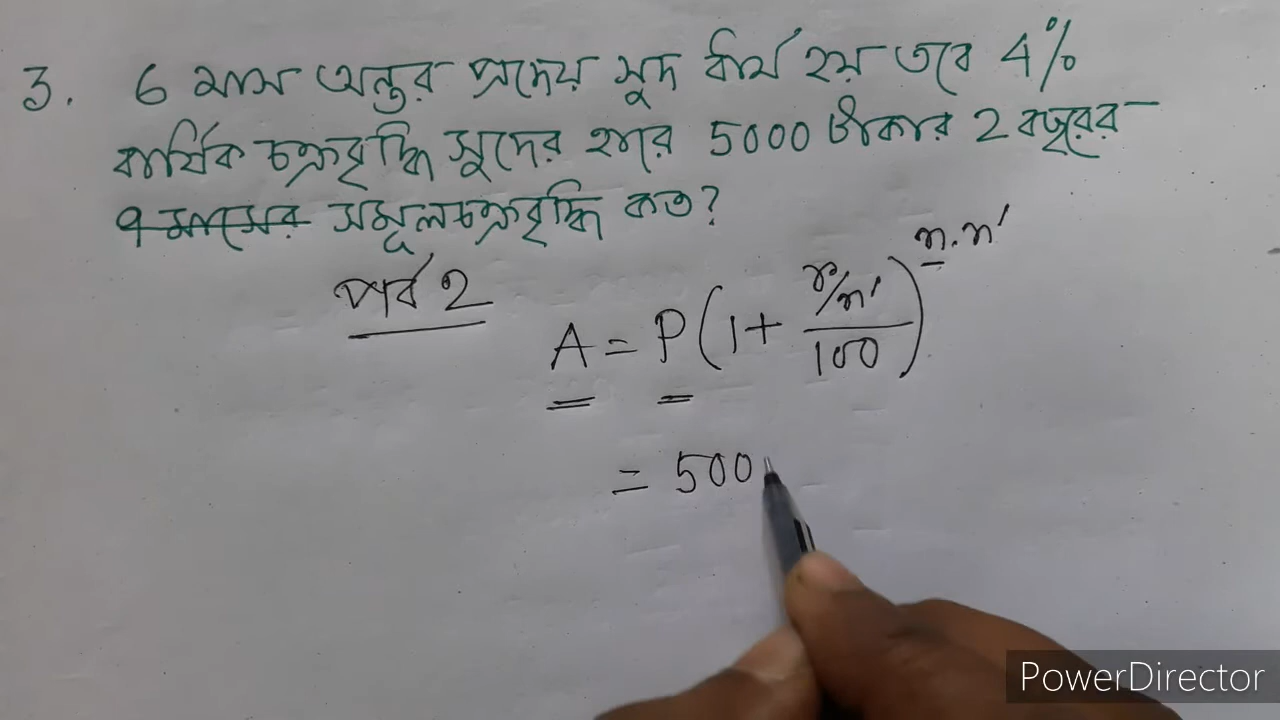 3. 6 মাস অন্তর প্রদেয় সুদ ধার্য হয় তবে 4%
বার্ষিক চক্রবৃদ্ধি সুদের হারে 5000 টাকার 2 বছরের
৭ মাসের সমূলচক্রবৃদ্ধি কত?
পর্ব 2
A = P(1 + (r/n')/100)^n.n'
= 500
PowerDirector